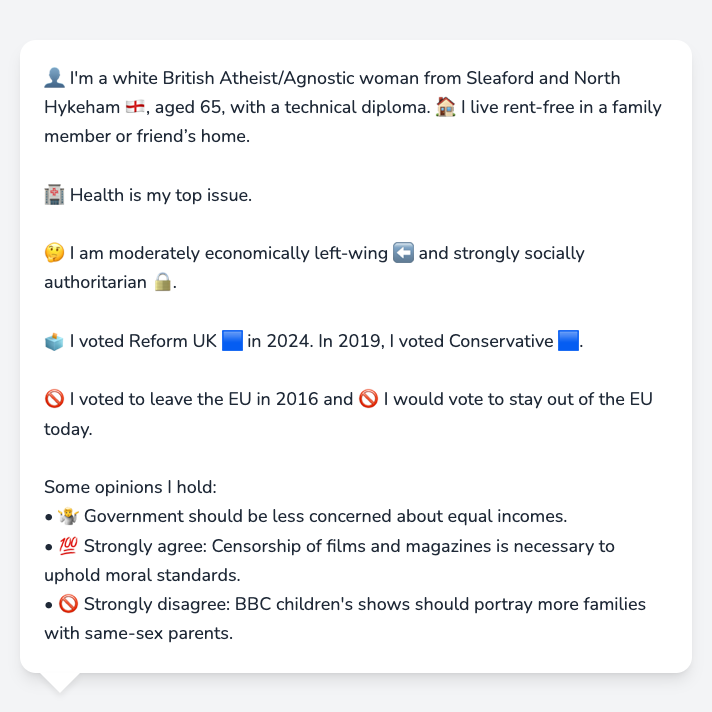 👤 I'm a white British Atheist/Agnostic woman from Sleaford and North
Hykeham 🏴󠁧󠁢󠁥󠁮󠁧󠁿, aged 65, with a technical diploma. 🏠 I live rent-free in a family
member or friend’s home.
🏥 Health is my top issue.
🤔 I am moderately economically left-wing ⬅️ and strongly socially
authoritarian 🔒.
🗳️ I voted Reform UK 🟦 in 2024. In 2019, I voted Conservative 🟦.
🚫 I voted to leave the EU in 2016 and 🚫 I would vote to stay out of the EU
today.
Some opinions I hold:
• 🤷 Government should be less concerned about equal incomes.
• 💯 Strongly agree: Censorship of films and magazines is necessary to
uphold moral standards.
• 🚫 Strongly disagree: BBC children's shows should portray more families
with same-sex parents.